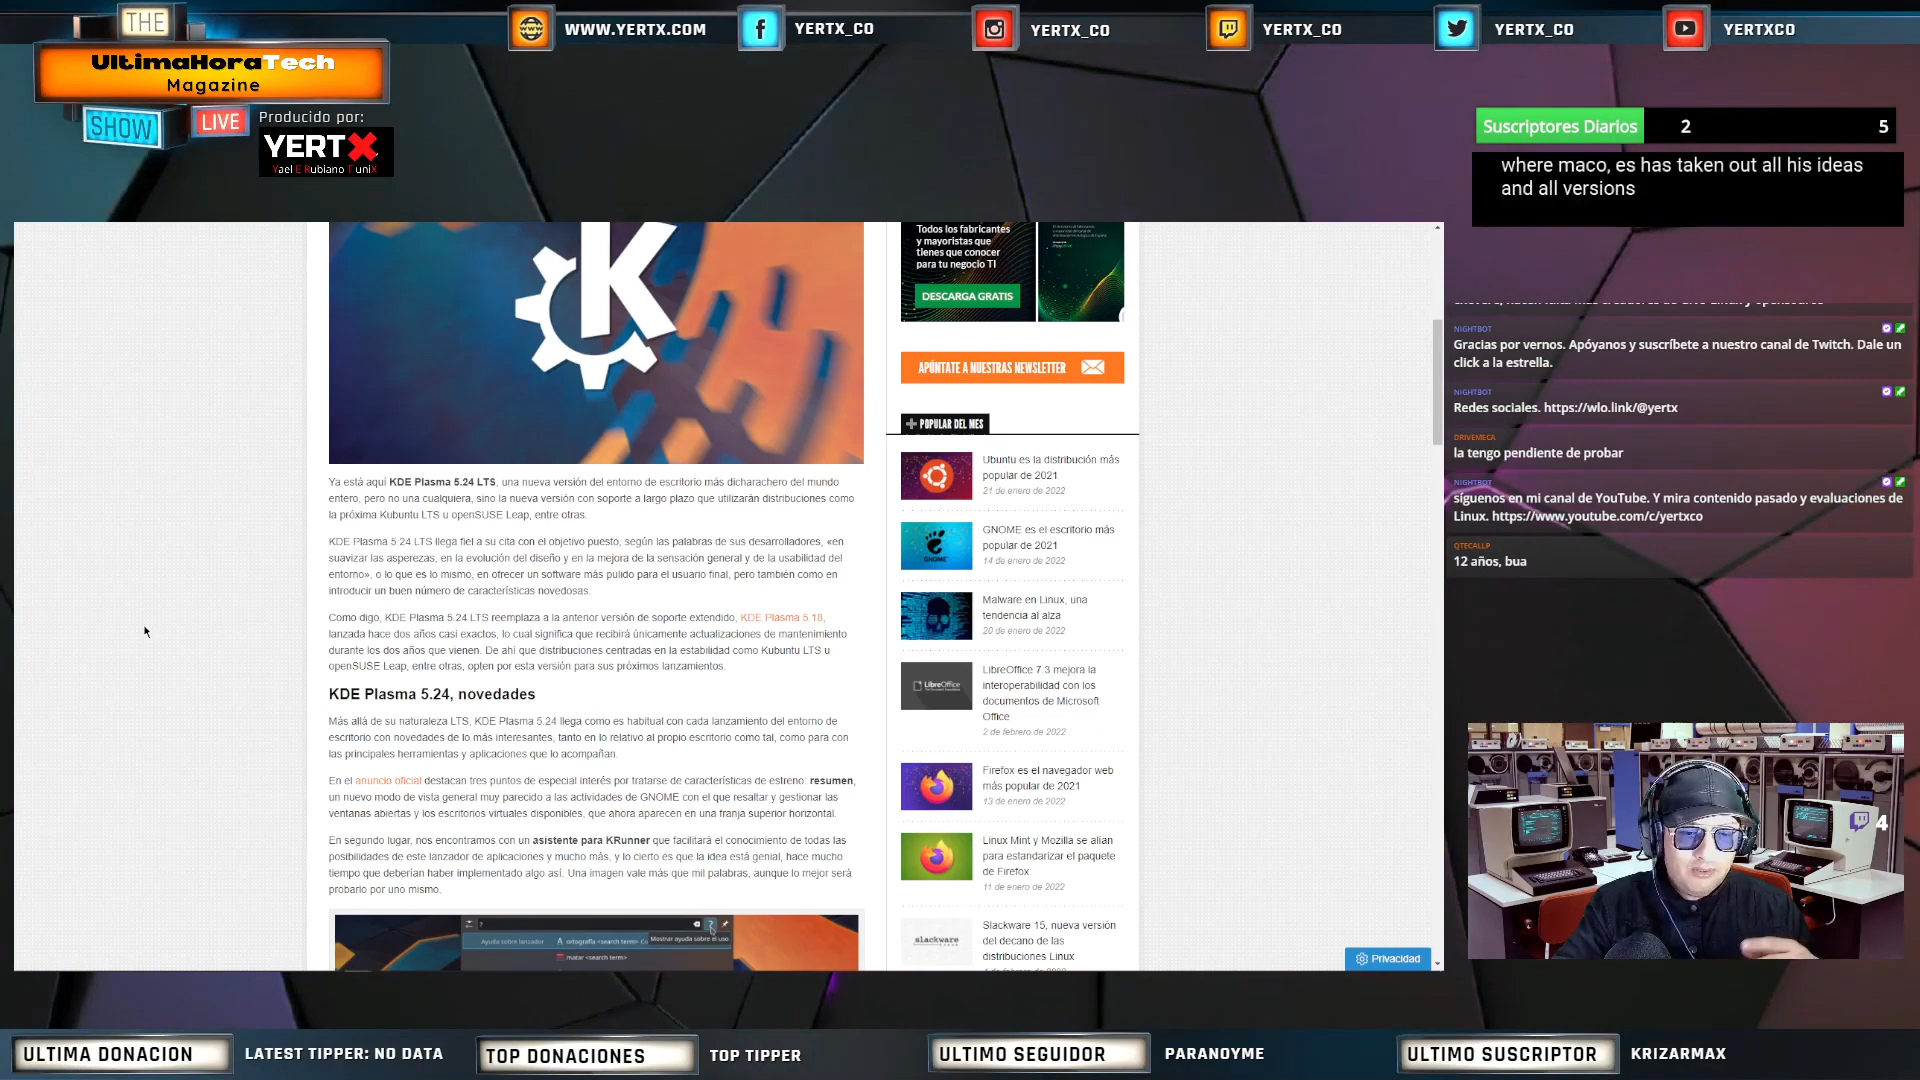 THE
WWW.YERTX.COM
YERTX_CO
YERTX_CO
YERTX_CO
YERTX_CO
YERTXCO
UltimaHoraTech
Magazine
SHOW
LIVE
Producido por:
YERTX
Yael E Rubiano T uniX
Suscriptores Diarios 2 5
where maco, es has taken out all his ideas
and all versions
NIGHTBOT
Gracias por vernos. Apóyanos y suscríbete a nuestro canal de Twitch. Dale un
click a la estrella.
NIGHTBOT
Redes sociales. https://wlo.link/@yertx
DRIVEMECA
la tengo pendiente de probar
NIGHTBOT
síguenos en mi canal de YouTube. Y mira contenido pasado y evaluaciones de
Linux. https://www.youtube.com/c/yertxco
QTECALLP
12 años, bua
4
K
Ya está aquí KDE Plasma 5.24 LTS, una nueva versión del entorno de escritorio más dicharachero del mundo
entero, pero no una cualquiera, sino la nueva versión con soporte a largo plazo que utilizarán distribuciones como
la próxima Kubuntu LTS u openSUSE Leap, entre otras.
KDE Plasma 5.24 LTS llega fiel a su cita con el objetivo puesto, según las palabras de sus desarrolladores, «en
suavizar las asperezas, en la evolución del diseño y en la mejora de la sensación general y de la usabilidad del
entorno», o lo que es lo mismo, en ofrecer un software más pulido para el usuario final, pero también como en
introducir un buen número de características novedosas.
Como digo, KDE Plasma 5.24 LTS reemplaza a la anterior versión de soporte extendido, KDE Plasma 5.18,
lanzada hace dos años casi exactos, lo cual significa que recibirá únicamente actualizaciones de mantenimiento
durante los dos años que vienen. De ahí que distribuciones centradas en la estabilidad como Kubuntu LTS u
openSUSE Leap, entre otras, opten por esta versión para sus próximos lanzamientos.
KDE Plasma 5.24, novedades
Más allá de su naturaleza LTS, KDE Plasma 5.24 llega como es habitual con cada lanzamiento del entorno de
escritorio con novedades de lo más interesantes, tanto en lo relativo al propio escritorio como tal, como para con
las principales herramientas y aplicaciones que lo acompañan.
En el anuncio oficial destacan tres puntos de especial interés por tratarse de características de estreno: resumen,
un nuevo modo de vista general muy parecido a las actividades de GNOME con el que resaltar y gestionar las
ventanas abiertas y los escritorios virtuales disponibles, que ahora aparecen en una franja superior horizontal.
En segundo lugar, nos encontramos con un asistente para KRunner que facilitará el conocimiento de todas las
posibilidades de este lanzador de aplicaciones y mucho más, y lo cierto es que la idea está genial, hace mucho
tiempo que deberían haber implementado algo así. Una imagen vale más que mil palabras, aunque lo mejor será
probarlo por uno mismo.
?
Ayuda sobre lanzador
ortografía <search term>
Mostrar ayuda sobre el uso
matar <search term>
Todos los fabricantes
y mayoristas que
tienes que conocer
para tu negocio TI
DESCARGA GRATIS
APÚNTATE A NUESTRAS NEWSLETTER
POPULAR DEL MES
Ubuntu es la distribución más
popular de 2021
21 de enero de 2022
GNOME es el escritorio más
popular de 2021
14 de enero de 2022
Malware en Linux, una
tendencia al alza
20 de enero de 2022
LibreOffice
LibreOffice 7.3 mejora la
interoperabilidad con los
documentos de Microsoft
Office
2 de febrero de 2022
Firefox es el navegador web
más popular de 2021
13 de enero de 2022
Linux Mint y Mozilla se alían
para estandarizar el paquete
de Firefox
11 de enero de 2022
slackware
Slackware 15, nueva versión
del decano de las
distribuciones Linux
Privacidad
ULTIMA DONACION
LATEST TIPPER: NO DATA
TOP DONACIONES
TOP TIPPER
ULTIMO SEGUIDOR
PARANOYME
ULTIMO SUSCRIPTOR
KRIZARMAX